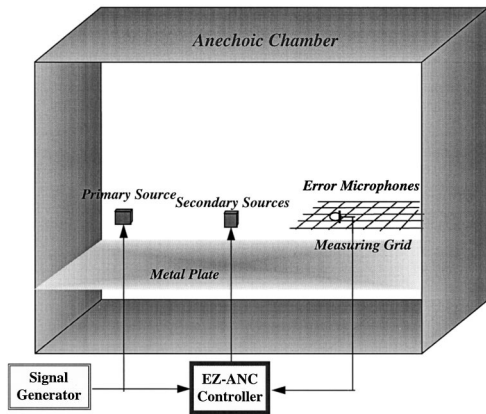 Anechoic Chamber
Primary Source
Secondary Sources
Error Microphones
Measuring Grid
Metal Plate
Signal
Generator
EZ-ANC
Controller